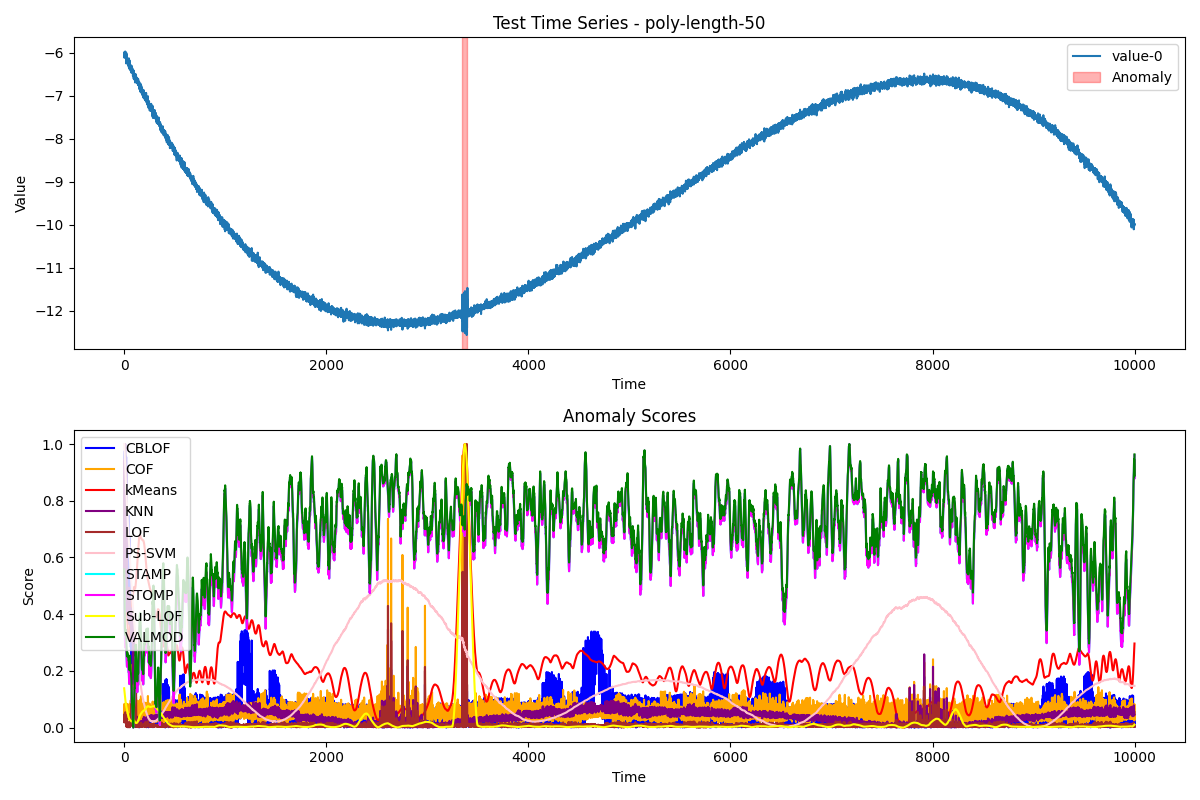 Test Time Series - poly-length-50
Value
−6
−7
−8
−9
−10
−11
−12
value-0
Anomaly
0
2000
4000
6000
8000
10000
Time
Anomaly Scores
Score
1.0
0.8
0.6
0.4
0.2
0.0
CBLOF
COF
kMeans
KNN
LOF
PS-SVM
STAMP
STOMP
Sub-LOF
VALMOD
0
2000
4000
6000
8000
10000
Time